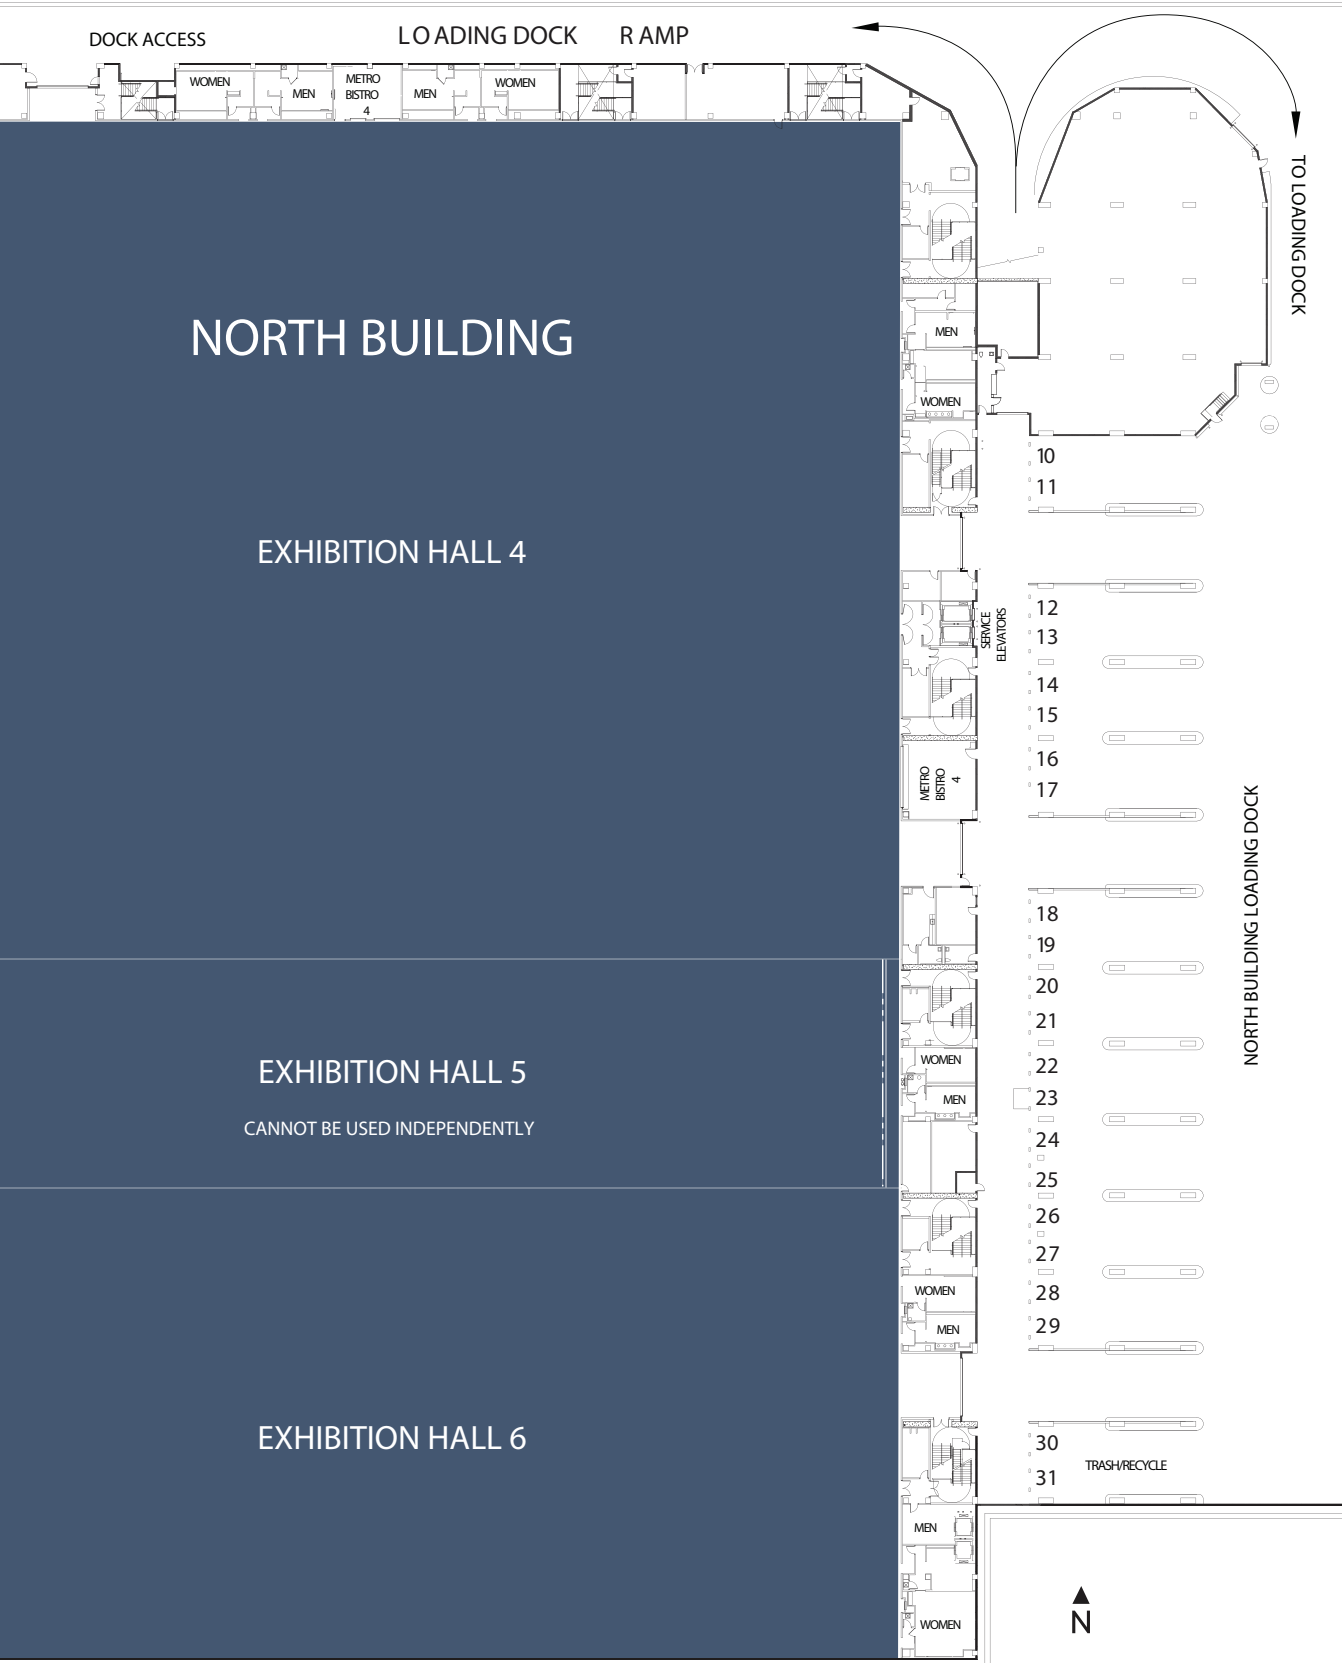 DOCK ACCESS
LOADING DOCK RAMP
WOMEN
MEN
METRO
BISTRO
4
MEN
WOMEN
TO LOADING DOCK
NORTH BUILDING
MEN
WOMEN
10
11
EXHIBITION HALL 4
SERVICE
ELEVATORS
12
13
14
15
16
17
METRO
BISTRO
4
NORTH BUILDING LOADING DOCK
18
19
20
21
22
23
24
25
26
27
28
29
WOMEN
MEN
EXHIBITION HALL 5
CANNOT BE USED INDEPENDENTLY
WOMEN
MEN
EXHIBITION HALL 6
30
31
TRASH/RECYCLE
MEN
WOMEN
N